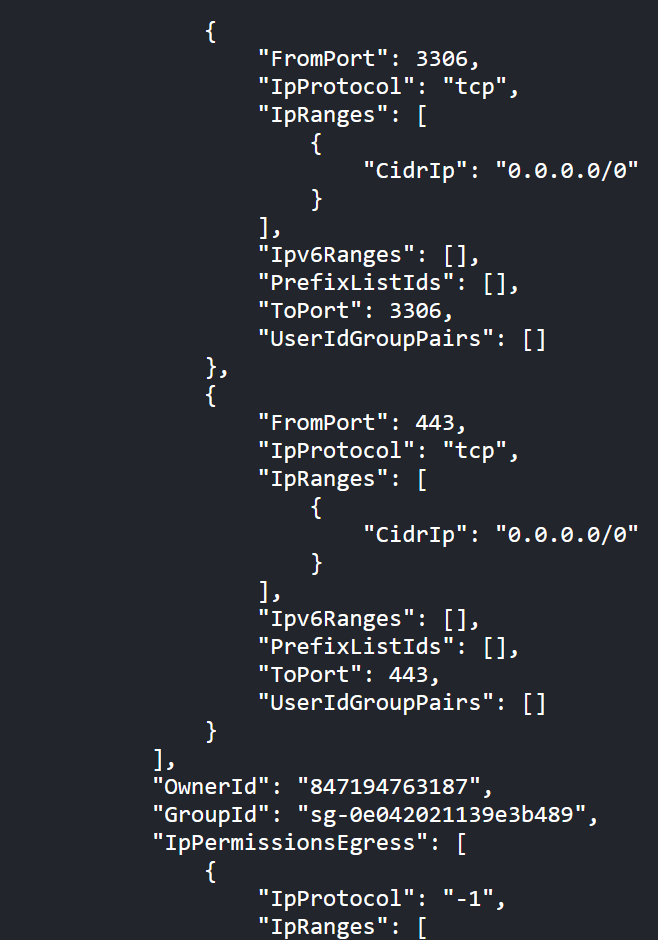 {
"FromPort": 3306,
"IpProtocol": "tcp",
"IpRanges": [
{
"CidrIp": "0.0.0.0/0"
}
],
"Ipv6Ranges": [],
"PrefixListIds": [],
"ToPort": 3306,
"UserIdGroupPairs": []
},
{
"FromPort": 443,
"IpProtocol": "tcp",
"IpRanges": [
{
"CidrIp": "0.0.0.0/0"
}
],
"Ipv6Ranges": [],
"PrefixListIds": [],
"ToPort": 443,
"UserIdGroupPairs": []
}
],
"OwnerId": "847194763187",
"GroupId": "sg-0e042021139e3b489",
"IpPermissionsEgress": [
{
"IpProtocol": "-1",
"IpRanges": [